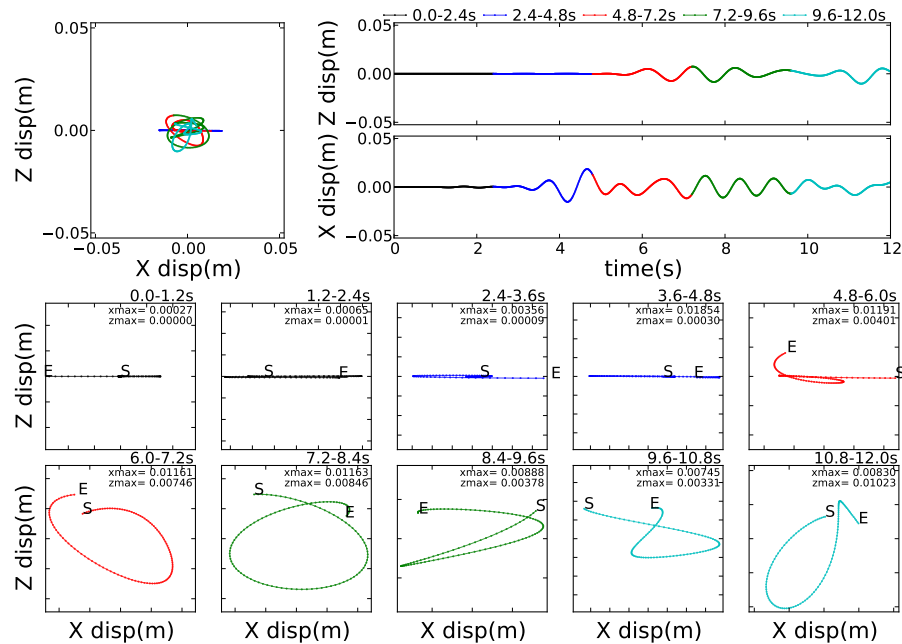 0.0-2.4s 2.4-4.8s 4.8-7.2s 7.2-9.6s 9.6-12.0s
0.05
0.00
−0.05
Z disp(m)
−0.05 0.00 0.05
X disp(m)
0.05
0.00
−0.05
Z disp(m)
0.05
0.00
−0.05
X disp(m)
0 2 4 6 8 10 12
time(s)
0.0-1.2s
xmax= 0.00027
zmax= 0.00000
E S
1.2-2.4s
xmax= 0.00065
zmax= 0.00001
S E
2.4-3.6s
xmax= 0.00356
zmax= 0.00009
S E
3.6-4.8s
xmax= 0.01854
zmax= 0.00030
S E
4.8-6.0s
xmax= 0.01191
zmax= 0.00401
E S
Z disp(m)
6.0-7.2s
xmax= 0.01161
zmax= 0.00746
E
S
7.2-8.4s
xmax= 0.01163
zmax= 0.00846
S
E
8.4-9.6s
xmax= 0.00888
zmax= 0.00378
E S
9.6-10.8s
xmax= 0.00745
zmax= 0.00331
S E
10.8-12.0s
xmax= 0.00830
zmax= 0.01023
S E
Z disp(m)
X disp(m) X disp(m) X disp(m) X disp(m) X disp(m)